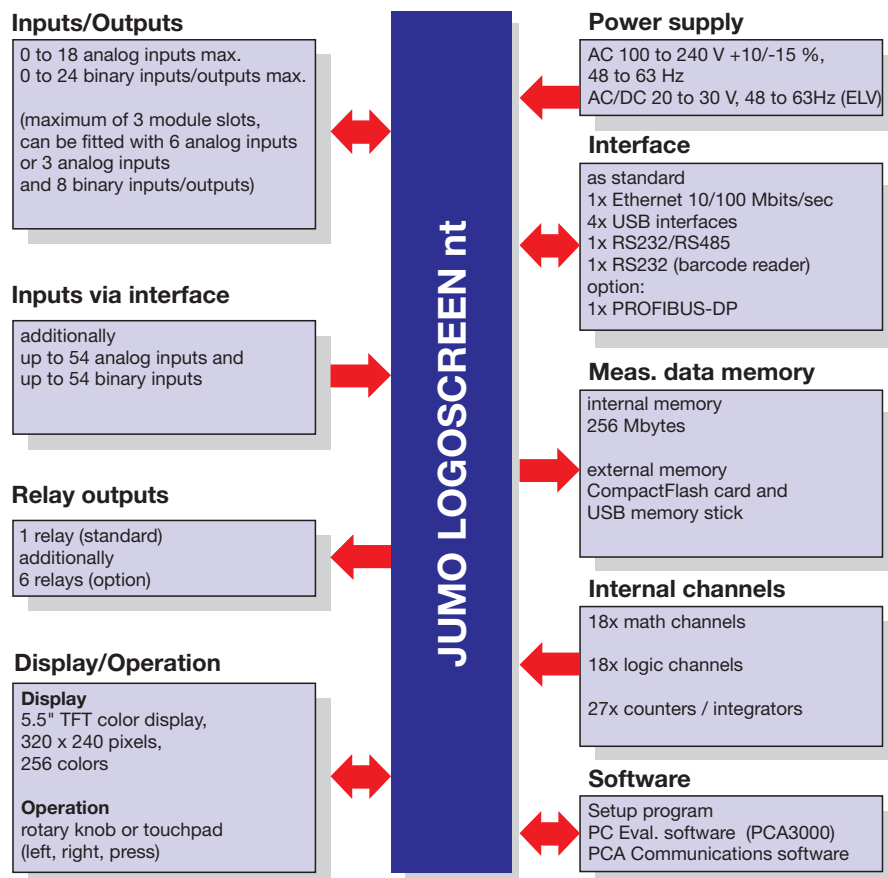 Inputs/Outputs
0 to 18 analog inputs max.
0 to 24 binary inputs/outputs max.
(maximum of 3 module slots,
can be fitted with 6 analog inputs
or 3 analog inputs
and 8 binary inputs/outputs)
Inputs via interface
additionally
up to 54 analog inputs and
up to 54 binary inputs
Relay outputs
1 relay (standard)
additionally
6 relays (option)
Display/Operation
Display
5.5" TFT color display,
320 x 240 pixels,
256 colors
Operation
rotary knob or touchpad
(left, right, press)
JUMO LOGOSCREEN nt
Power supply
AC 100 to 240 V +10/-15 %,
48 to 63 Hz
AC/DC 20 to 30 V, 48 to 63Hz (ELV)
Interface
as standard
1x Ethernet 10/100 Mbits/sec
4x USB interfaces
1x RS232/RS485
1x RS232 (barcode reader)
option:
1x PROFIBUS-DP
Meas. data memory
internal memory
256 Mbytes
external memory
CompactFlash card and
USB memory stick
Internal channels
18x math channels
18x logic channels
27x counters / integrators
Software
Setup program
PC Eval. software (PCA3000)
PCA Communications software